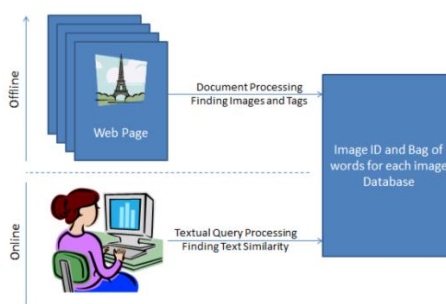 Offline
Web Page
Document Processing
Finding Images and Tags
Image ID and Bag of
words for each image
Database
Online
Textual Query Processing
Finding Text Similarity